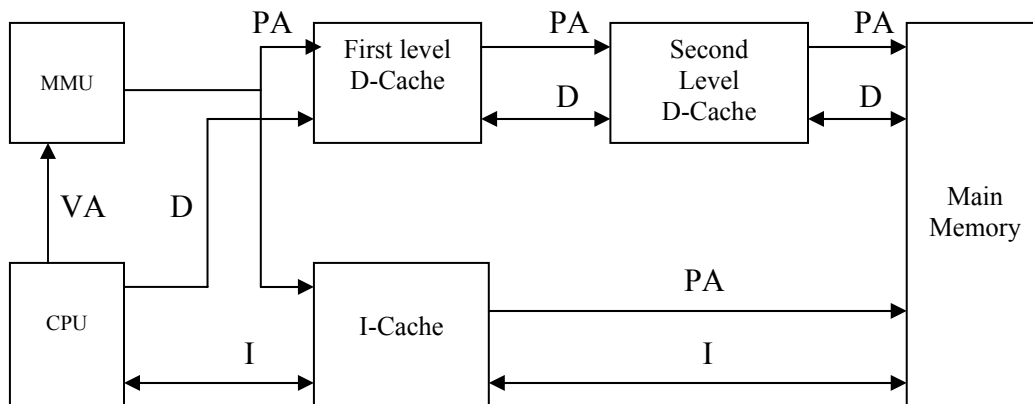 PA
PA
PA
MMU
First level
D-Cache
Second
Level
D-Cache
D
D
VA
D
Main
Memory
CPU
I-Cache
PA
I
I